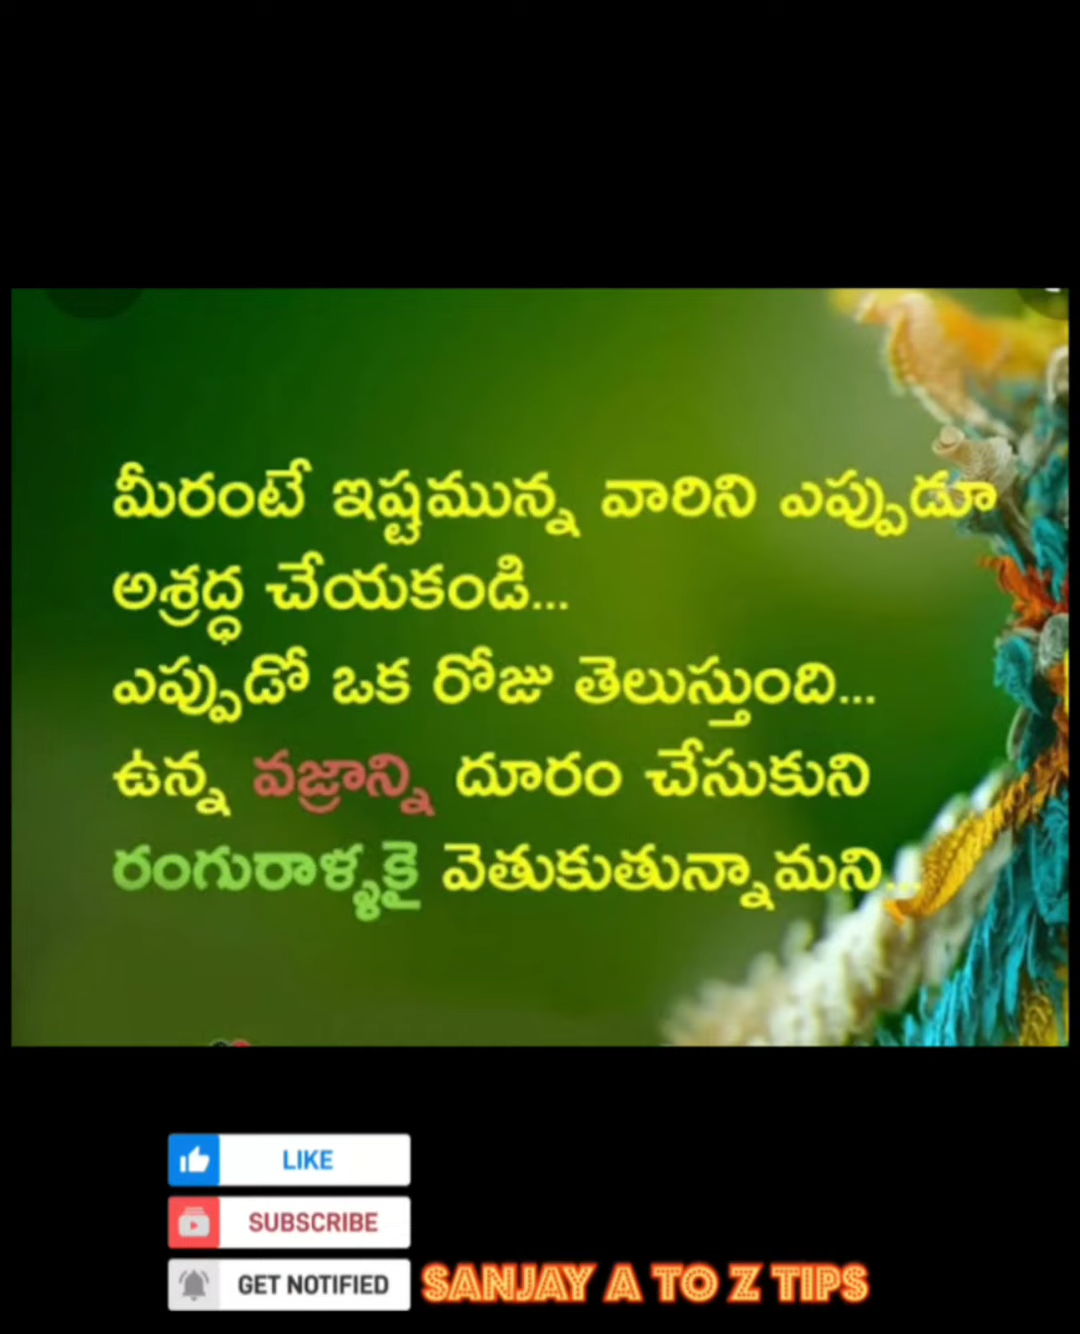 మీరంటే ఇష్టమున్న వారిని ఎప్పుడూ
అశ్రద్ధ చేయకండి...
ఎప్పుడో ఒక రోజు తెలుస్తుంది...
ఉన్న వజ్రాన్ని దూరం చేసుకుని
రంగురాళ్ళకై వెతుకుతున్నామని...
LIKE
SUBSCRIBE
GET NOTIFIED SANJAY A TO Z TIPS